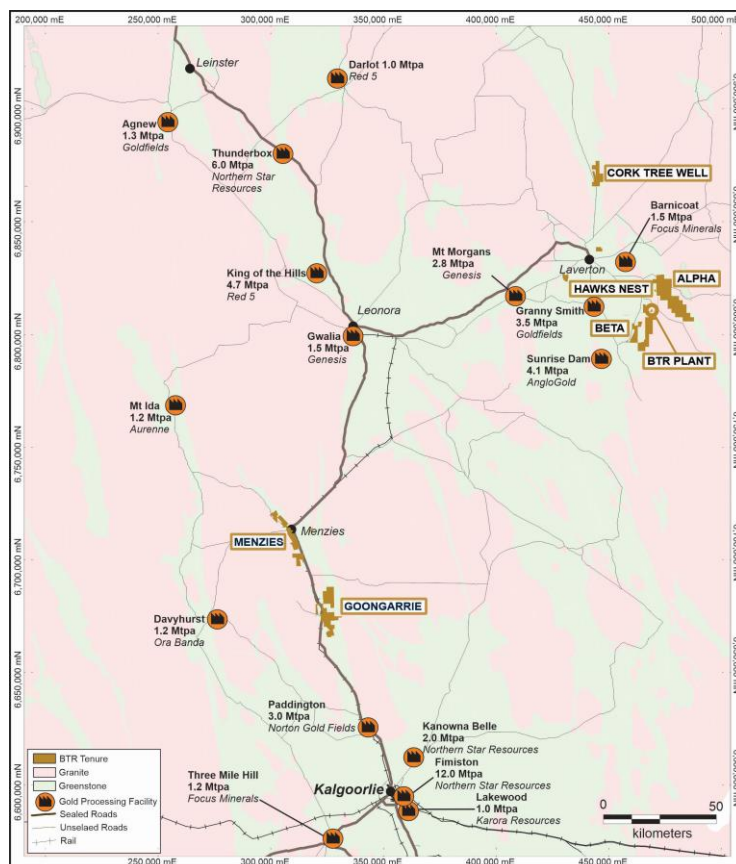 200,000 mE
250,000 mE
300,000 mE
350,000 mE
400,000 mE
450,000 mE
500,000 mE
Leinster
Darlot 1.0 Mtpa
Red 5
6,900,000 mN
Agnew
1.3 Mtpa
Goldfields
Thunderbox
6.0 Mtpa
Northern Star
Resources
CORK TREE WELL
Barnicoat
1.5 Mtpa
Focus Minerals
6,850,000 mN
Mt Morgans
2.8 Mtpa
Genesis
Laverton
King of the Hills
4.7 Mtpa
Red 5
HAWKS NEST
ALPHA
Leonora
Granny Smith
3.5 Mtpa
Goldfields
BETA
BTR PLANT
Gwalia
1.5 Mtpa
Genesis
6,800,000 mN
Sunrise Dam
4.1 Mtpa
AngloGold
Mt Ida
1.2 Mtpa
Aurenne
6,750,000 mN
Menzies
MENZIES
6,700,000 mN
GOONGARRIE
Davyhurst
1.2 Mtpa
Ora Banda
6,650,000 mN
Paddington
3.0 Mtpa
Norton Gold Fields
Kanowna Belle
2.0 Mtpa
Northern Star Resources
Fimiston
12.0 Mtpa
Northern Star Resources
Kalgoorlie
Lakewood
1.0 Mtpa
Karora Resources
Three Mile Hill
1.2 Mtpa
Focus Minerals
6,600,000 mN
BTR Tenure
Granite
Greenstone
Gold Processing Facility
Sealed Roads
Unselaed Roads
Rail
0
50
kilometers
200,000 mE
250,000 mE
300,000 mE
350,000 mE
400,000 mE
450,000 mE
500,000 mE